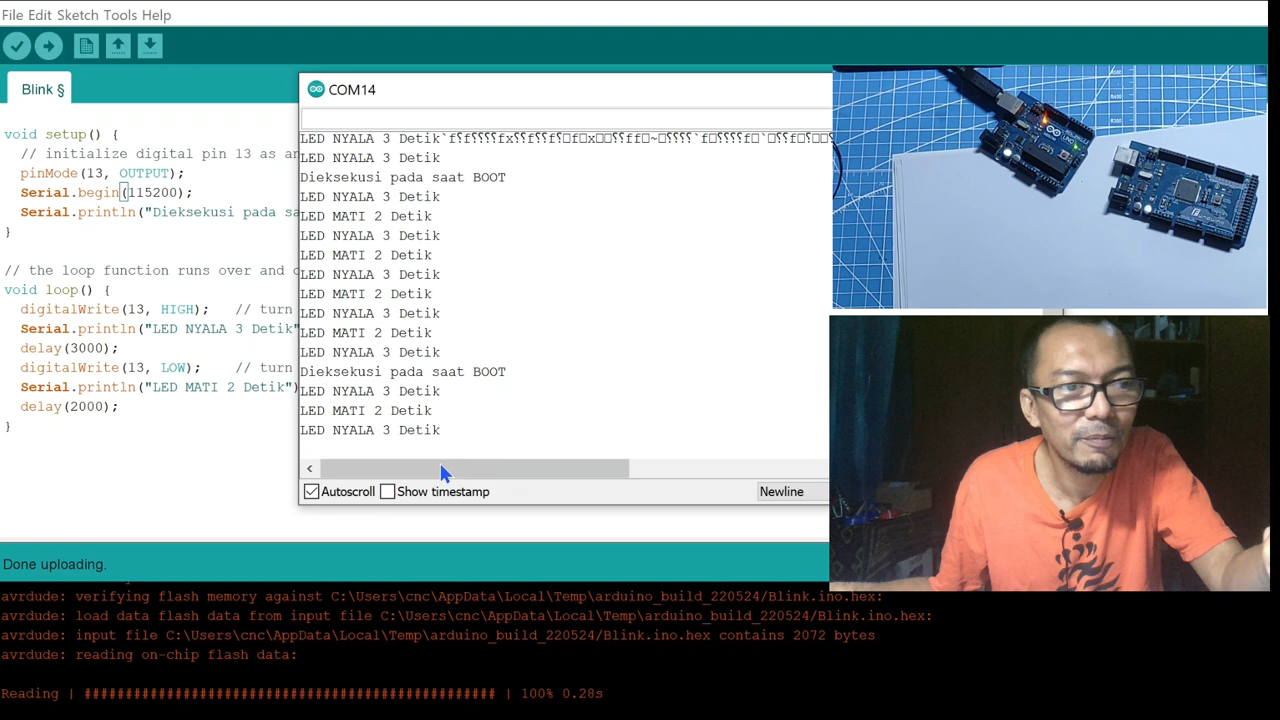 File Edit Sketch Tools Help
Blink §
void setup() {
// initialize digital pin 13 as an
pinMode(13, OUTPUT);
Serial.begin(115200);
Serial.println("Dieksekusi pada sa
}
// the loop function runs over and
void loop() {
digitalWrite(13, HIGH); // turn
Serial.println("LED NYALA 3 Detik"
delay(3000);
digitalWrite(13, LOW); // turn
Serial.println("LED MATI 2 Detik")
delay(2000);
}
COM14
LED NYALA 3 Detik
LED NYALA 3 Detik
Dieksekusi pada saat BOOT
LED NYALA 3 Detik
LED MATI 2 Detik
LED NYALA 3 Detik
LED MATI 2 Detik
LED NYALA 3 Detik
LED MATI 2 Detik
LED NYALA 3 Detik
LED MATI 2 Detik
LED NYALA 3 Detik
Dieksekusi pada saat BOOT
LED NYALA 3 Detik
LED MATI 2 Detik
LED NYALA 3 Detik
Autoscroll Show timestamp
Newline
Done uploading.
avrdude: verifying flash memory against C:\Users\cnc\AppData\Local\Temp\arduino_build_220524/Blink.ino.hex:
avrdude: load data flash data from input file C:\Users\cnc\AppData\Local\Temp\arduino_build_220524/Blink.ino.hex:
avrdude: input file C:\Users\cnc\AppData\Local\Temp\arduino_build_220524/Blink.ino.hex contains 2072 bytes
avrdude: reading on-chip flash data:
Reading | ################################################## | 100% 0.28s